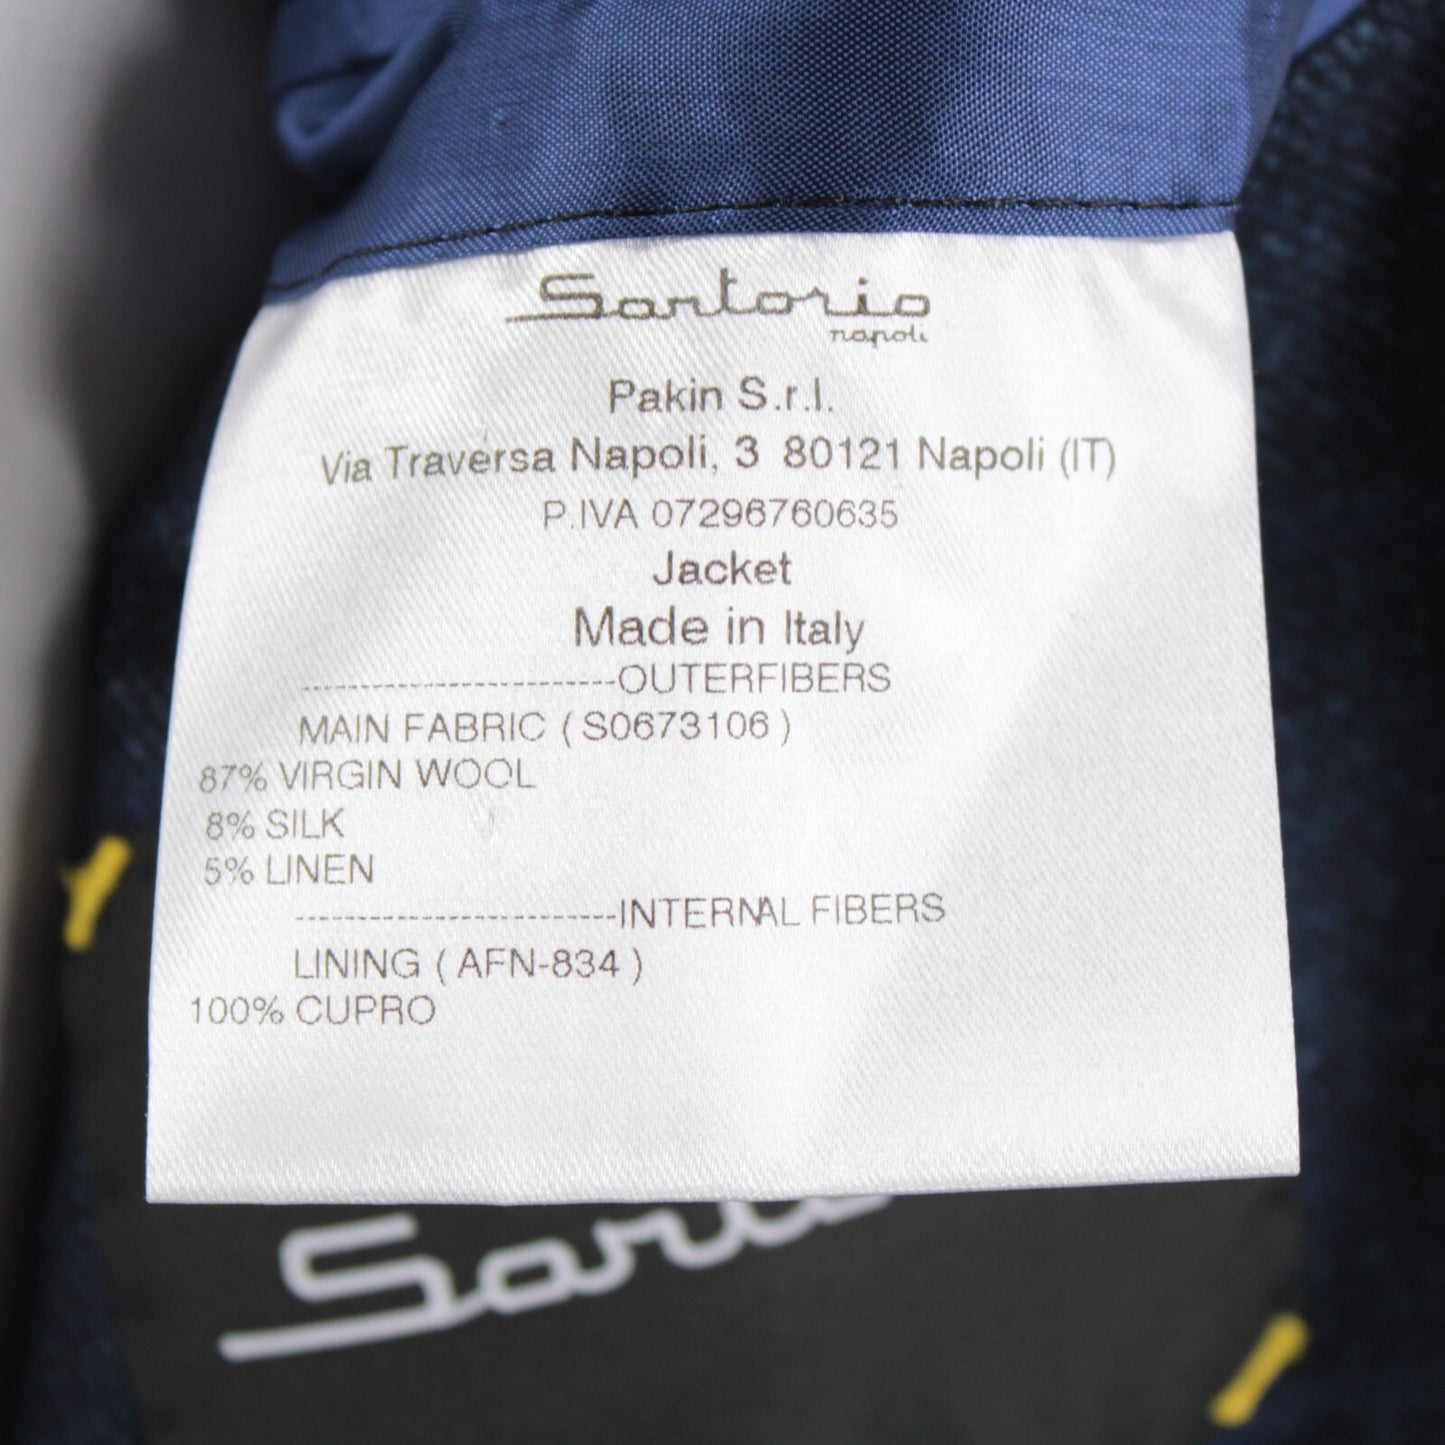 Sartorio
napoli
Pakin S.r.l.
Via Traversa Napoli, 3 80121 Napoli (IT)
P.IVA 07296760635
Jacket
Made in Italy
--------------------------OUTERFIBERS
MAIN FABRIC ( S0673106 )
87% VIRGIN WOOL
8% SILK
5% LINEN
--------------------------INTERNAL FIBERS
LINING ( AFN-834 )
100% CUPRO